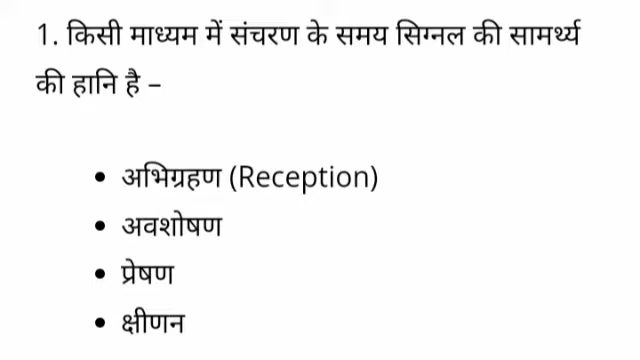 1. किसी माध्यम में संचरण के समय सिग्नल की सामर्थ्य
की हानि है –
• अभिग्रहण (Reception)
• अवशोषण
• प्रेषण
• क्षीणन